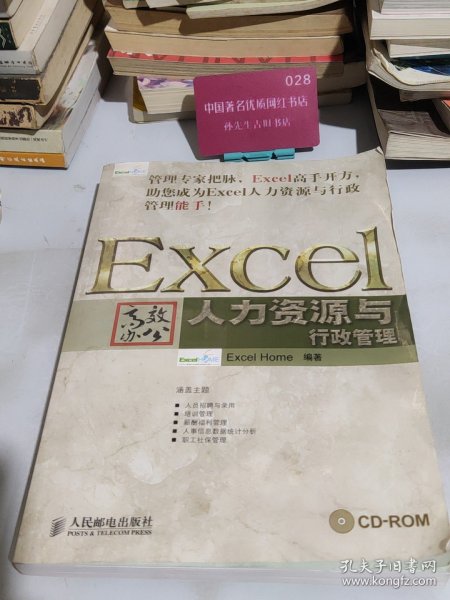 028
中国著名优质网红书店
孙先生古旧书店
ExcelHOME
管理专家把脉，Excel高手开方，
助您成为Excel人力资源与行政
管理能手！
Excel
高效
办公
人力资源与
行政管理
ExcelHOME
Excel Home 编著
涵盖主题
■ 人员招聘与录用
■ 培训管理
■ 薪酬福利管理
■ 人事信息数据统计分析
■ 职工社保管理
人民邮电出版社
POSTS & TELECOM PRESS
CD-ROM
孔夫子旧书网
www.kongfz.com